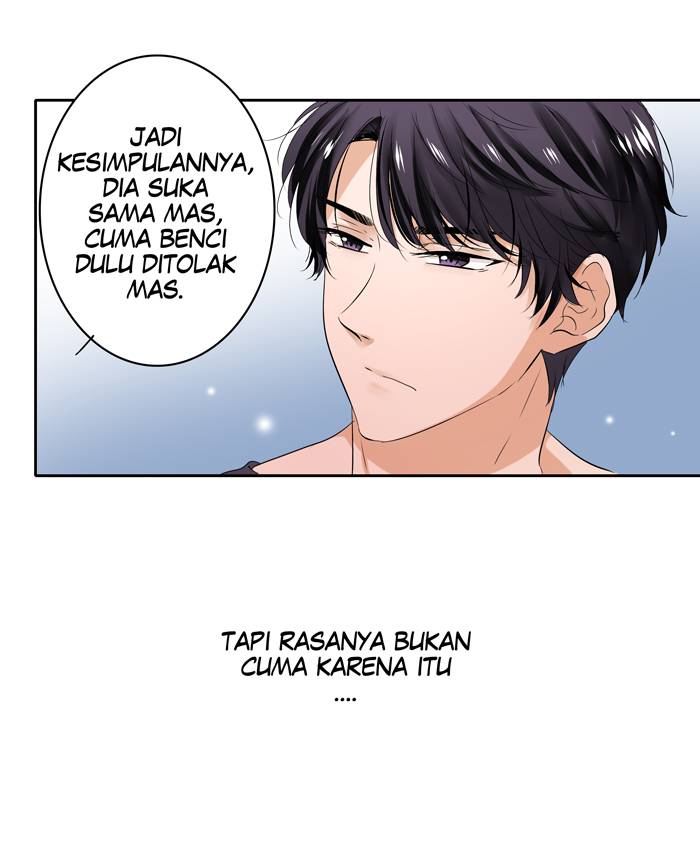 JADI
KESIMPULANNYA,
DIA SUKA
SAMA MAS,
CUMA BENCI
DULU DITOLAK
MAS.
TAPI RASANYA BUKAN
CUMA KARENA ITU
....